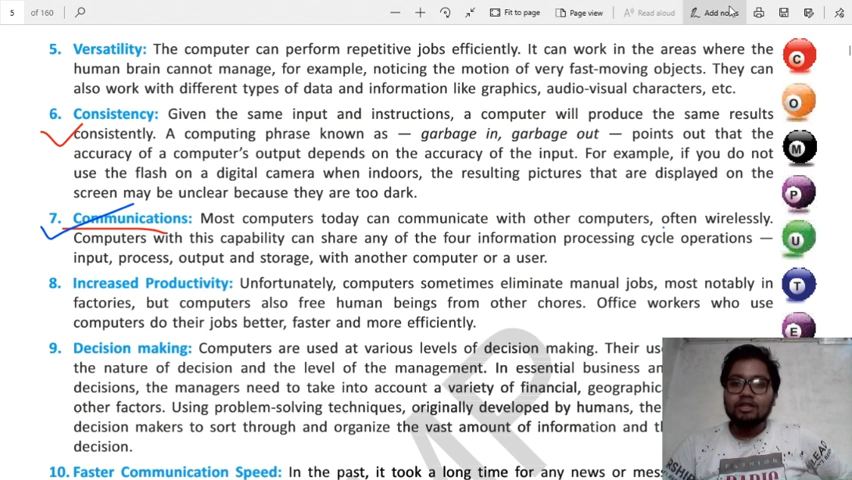 5 of 160 Fit to page Page view Read aloud Add notes
5. Versatility: The computer can perform repetitive jobs efficiently. It can work in the areas where the
human brain cannot manage, for example, noticing the motion of very fast-moving objects. They can
also work with different types of data and information like graphics, audio-visual characters, etc.
6. Consistency: Given the same input and instructions, a computer will produce the same results
consistently. A computing phrase known as — garbage in, garbage out — points out that the
accuracy of a computer's output depends on the accuracy of the input. For example, if you do not
use the flash on a digital camera when indoors, the resulting pictures that are displayed on the
screen may be unclear because they are too dark.
7. Communications: Most computers today can communicate with other computers, often wirelessly.
Computers with this capability can share any of the four information processing cycle operations —
input, process, output and storage, with another computer or a user.
8. Increased Productivity: Unfortunately, computers sometimes eliminate manual jobs, most notably in
factories, but computers also free human beings from other chores. Office workers who use
computers do their jobs better, faster and more efficiently.
9. Decision making: Computers are used at various levels of decision making. Their
the nature of decision and the level of the management. In essential business
decisions, the managers need to take into account a variety of financial,
other factors. Using problem-solving techniques, originally developed by humans,
decision makers to sort through and organize the vast amount of information and
decision.
10. Faster Communication Speed: In the past, it took a long time for any news or
C
O
M
P
U
T
E
MP
FASHION